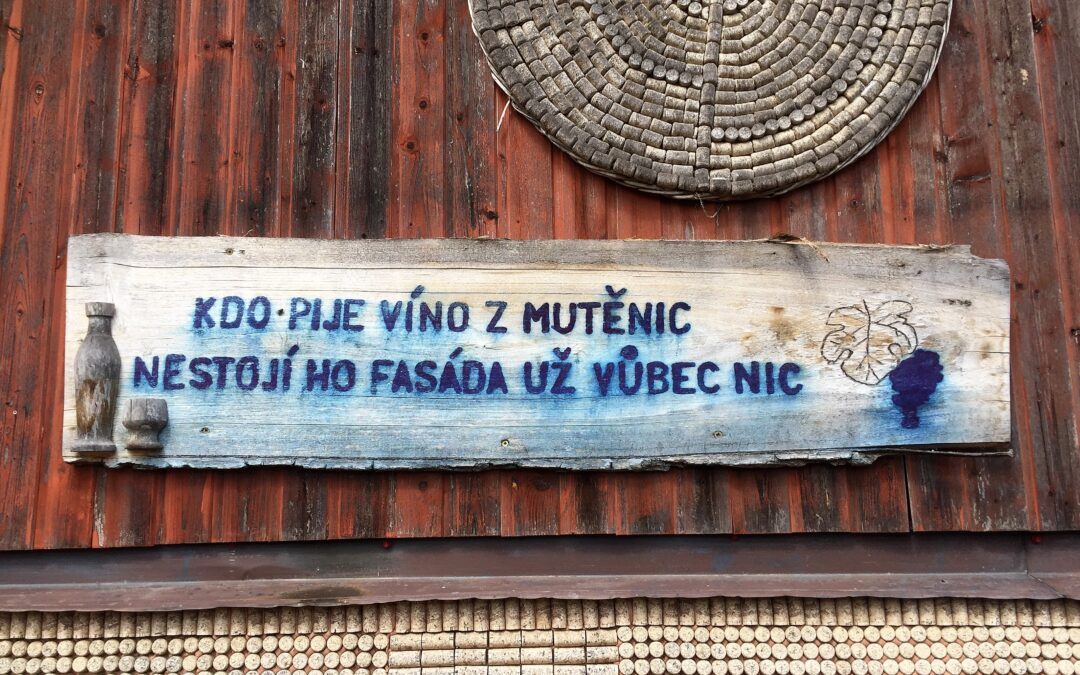 KDO PIJE VÍNO Z MUTĚNIC
NESTOJÍ HO FASÁDA UŽ VŮBEC NIC